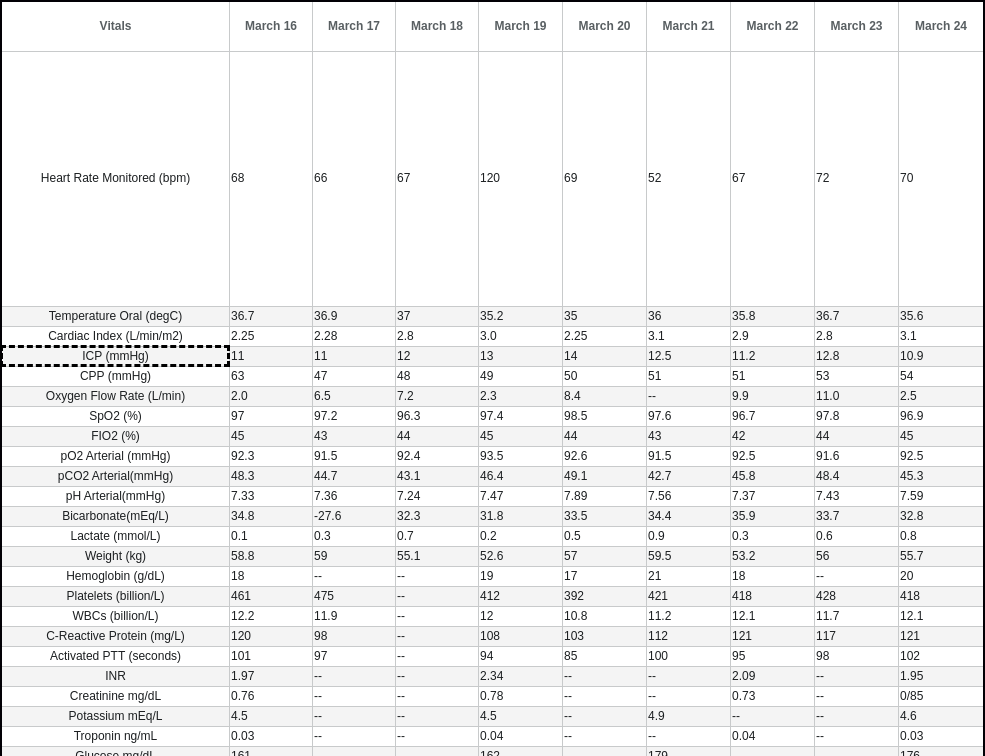 Vitals March 16 March 17 March 18 March 19 March 20 March 21 March 22 March 23 March 24
Heart Rate Monitored (bpm) 68 66 67 120 69 52 67 72 70
Temperature Oral (degC) 36.7 36.9 37 35.2 35 36 35.8 36.7 35.6
Cardiac Index (L/min/m2) 2.25 2.28 2.8 3.0 2.25 3.1 2.9 2.8 3.1
ICP (mmHg) 11 11 12 13 14 12.5 11.2 12.8 10.9
CPP (mmHg) 63 47 48 49 50 51 51 53 54
Oxygen Flow Rate (L/min) 2.0 6.5 7.2 2.3 8.4 -- 9.9 11.0 2.5
SpO2 (%) 97 97.2 96.3 97.4 98.5 97.6 96.7 97.8 96.9
FIO2 (%) 45 43 44 45 44 43 42 44 45
pO2 Arterial (mmHg) 92.3 91.5 92.4 93.5 92.6 91.5 92.5 91.6 92.5
pCO2 Arterial(mmHg) 48.3 44.7 43.1 46.4 49.1 42.7 45.8 48.4 45.3
pH Arterial(mmHg) 7.33 7.36 7.24 7.47 7.89 7.56 7.37 7.43 7.59
Bicarbonate(mEq/L) 34.8 -27.6 32.3 31.8 33.5 34.4 35.9 33.7 32.8
Lactate (mmol/L) 0.1 0.3 0.7 0.2 0.5 0.9 0.3 0.6 0.8
Weight (kg) 58.8 59 55.1 52.6 57 59.5 53.2 56 55.7
Hemoglobin (g/dL) 18 -- -- 19 17 21 18 -- 20
Platelets (billion/L) 461 475 -- 412 392 421 418 428 418
WBCs (billion/L) 12.2 11.9 -- 12 10.8 11.2 12.1 11.7 12.1
C-Reactive Protein (mg/L) 120 98 -- 108 103 112 121 117 121
Activated PTT (seconds) 101 97 -- 94 85 100 95 98 102
INR 1.97 -- -- 2.34 -- -- 2.09 -- 1.95
Creatinine mg/dL 0.76 -- -- 0.78 -- -- 0.73 -- 0/85
Potassium mEq/L 4.5 -- -- 4.5 -- 4.9 -- -- 4.6
Troponin ng/mL 0.03 -- -- 0.04 -- -- 0.04 -- 0.03
Glucose mg/dL 161 162 179 176